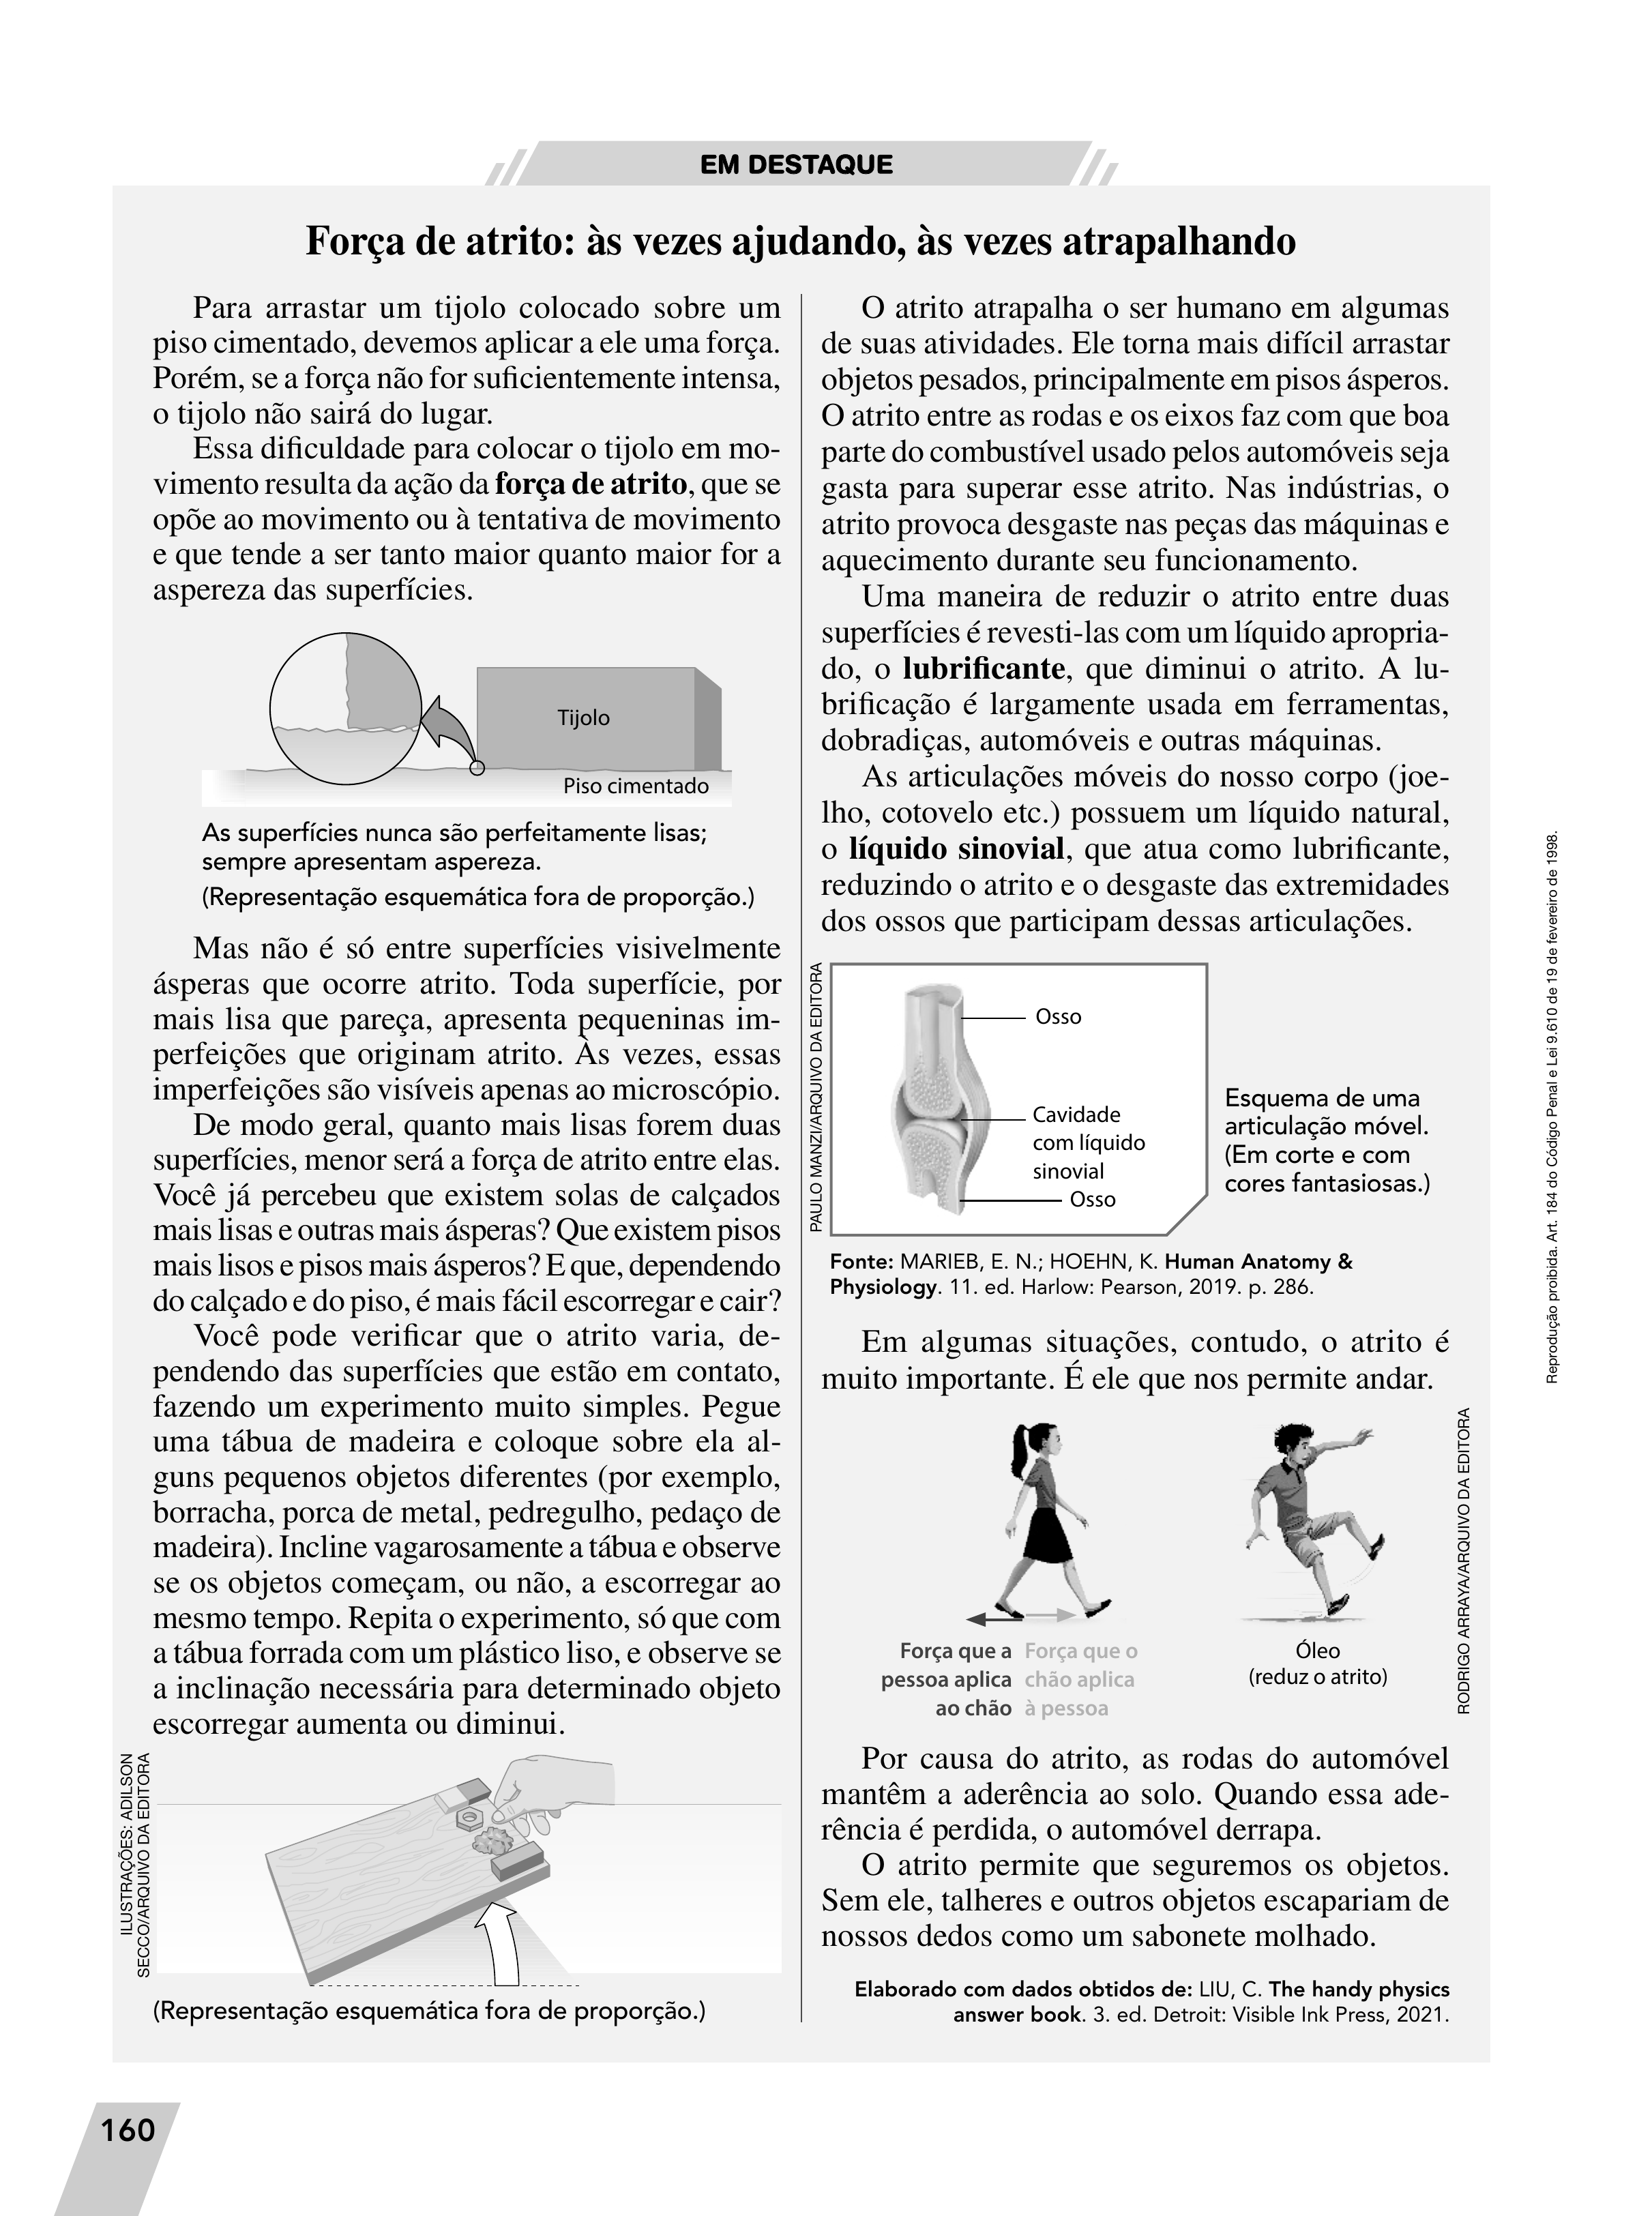 EM DESTAQUE
Força de atrito: às vezes ajudando, às vezes atrapalhando
Para arrastar um tijolo colocado sobre um
piso cimentado, devemos aplicar a ele uma força.
Porém, se a força não for suficientemente intensa,
o tijolo não sairá do lugar.
Essa dificuldade para colocar o tijolo em mo-
vimento resulta da ação da força de atrito, que se
opõe ao movimento ou à tentativa de movimento
e que tende a ser tanto maior quanto maior for a
aspereza das superfícies.
Tijolo
Piso cimentado
As superfícies nunca são perfeitamente lisas;
sempre apresentam aspereza.
(Representação esquemática fora de proporção.)
Mas não é só entre superfícies visivelmente
ásperas que ocorre atrito. Toda superfície, por
mais lisa que pareça, apresenta pequeninas im-
perfeições que originam atrito. Às vezes, essas
imperfeições são visíveis apenas ao microscópio.
De modo geral, quanto mais lisas forem duas
superfícies, menor será a força de atrito entre elas.
Você já percebeu que existem solas de calçados
mais lisas e outras mais ásperas? Que existem pisos
mais lisos e pisos mais ásperos? E que, dependendo
do calçado e do piso, é mais fácil escorregar e cair?
Você pode verificar que o atrito varia, de-
pendendo das superfícies que estão em contato,
fazendo um experimento muito simples. Pegue
uma tábua de madeira e coloque sobre ela al-
guns pequenos objetos diferentes (por exemplo,
borracha, porca de metal, pedregulho, pedaço de
madeira). Incline vagarosamente a tábua e observe
se os objetos começam, ou não, a escorregar ao
mesmo tempo. Repita o experimento, só que com
a tábua forrada com um plástico liso, e observe se
a inclinação necessária para determinado objeto
escorregar aumenta ou diminui.
ILUSTRAÇÕES: ADILSON
SECCO/ARQUIVO DA EDITORA
(Representação esquemática fora de proporção.)
O atrito atrapalha o ser humano em algumas
de suas atividades. Ele torna mais difícil arrastar
objetos pesados, principalmente em pisos ásperos.
O atrito entre as rodas e os eixos faz com que boa
parte do combustível usado pelos automóveis seja
gasta para superar esse atrito. Nas indústrias, o
atrito provoca desgaste nas peças das máquinas e
aquecimento durante seu funcionamento.
Uma maneira de reduzir o atrito entre duas
superfícies é revesti-las com um líquido apropria-
do, o lubrificante, que diminui o atrito. A lu-
brificação é largamente usada em ferramentas,
dobradiças, automóveis e outras máquinas.
As articulações móveis do nosso corpo (joe-
lho, cotovelo etc.) possuem um líquido natural,
o líquido sinovial, que atua como lubrificante,
reduzindo o atrito e o desgaste das extremidades
dos ossos que participam dessas articulações.
PAULO MANZI/ARQUIVO DA EDITORA
Osso
Cavidade
com líquido
sinovial
Osso
Esquema de uma
articulação móvel.
(Em corte e com
cores fantasiosas.)
Fonte: MARIEB, E. N.; HOEHN, K. Human Anatomy &
Physiology. 11. ed. Harlow: Pearson, 2019. p. 286.
Em algumas situações, contudo, o atrito é
muito importante. É ele que nos permite andar.
Força que a
pessoa aplica
ao chão
Força que o
chão aplica
à pessoa
Óleo
(reduz o atrito)
RODRIGO ARRAYA/ARQUIVO DA EDITORA
Por causa do atrito, as rodas do automóvel
mantêm a aderência ao solo. Quando essa ade-
rência é perdida, o automóvel derrapa.
O atrito permite que seguremos os objetos.
Sem ele, talheres e outros objetos escapariam de
nossos dedos como um sabonete molhado.
Elaborado com dados obtidos de: LIU, C. The handy physics
answer book. 3. ed. Detroit: Visible Ink Press, 2021.
Reprodução proibida. Art. 184 do Código Penal e Lei 9.610 de 19 de fevereiro de 1998.
160